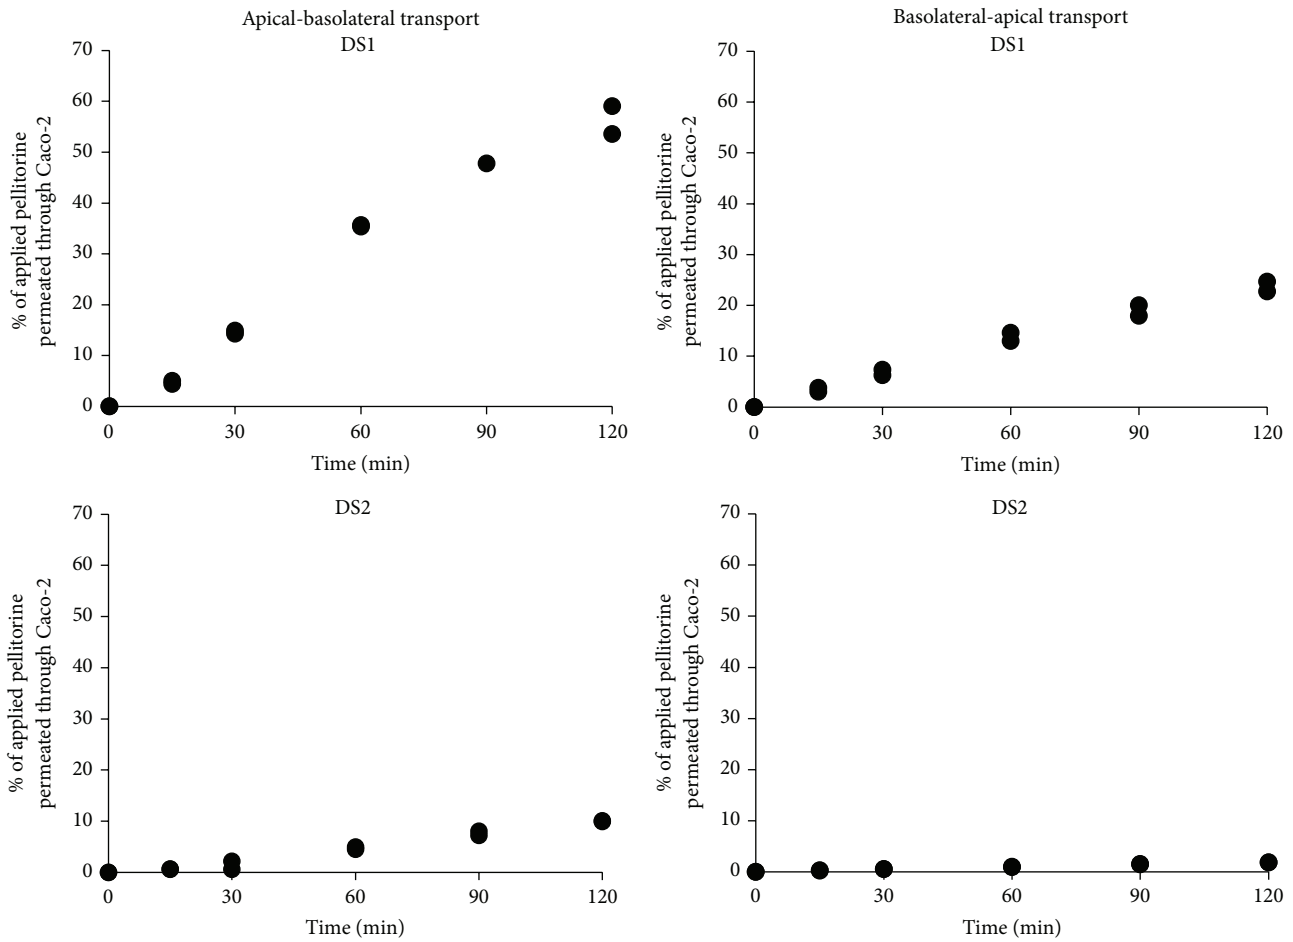 Apical-basolateral transport
DS1
% of applied pellitorine
permeated through Caco-2
70
60
50
40
30
20
10
0
0 30 60 90 120
Time (min)
Basolateral-apical transport
DS1
% of applied pellitorine
permeated through Caco-2
70
60
50
40
30
20
10
0
0 30 60 90 120
Time (min)
DS2
% of applied pellitorine
permeated through Caco-2
70
60
50
40
30
20
10
0
0 30 60 90 120
Time (min)
DS2
% of applied pellitorine
permeated through Caco-2
70
60
50
40
30
20
10
0
0 30 60 90 120
Time (min)